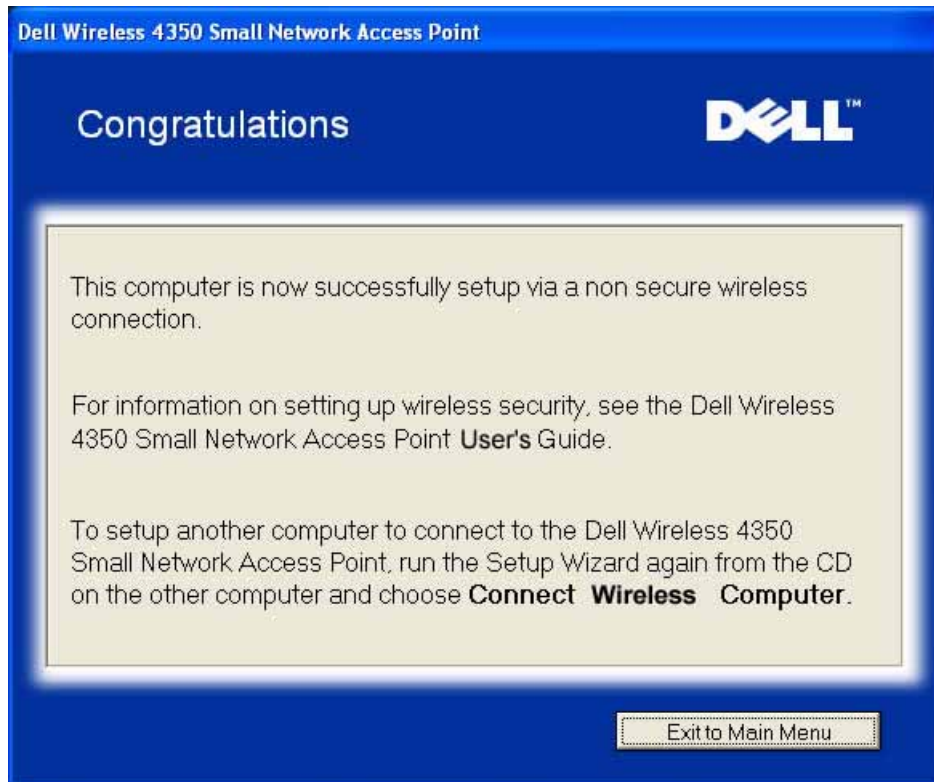 Dell Wireless 4350 Small Network Access Point
Congratulations
DELL™
This computer is now successfully setup via a non secure wireless
connection.
For information on setting up wireless security, see the Dell Wireless
4350 Small Network Access Point User's Guide.
To setup another computer to connect to the Dell Wireless 4350
Small Network Access Point, run the Setup Wizard again from the CD
on the other computer and choose Connect Wireless Computer.
Exit to Main Menu